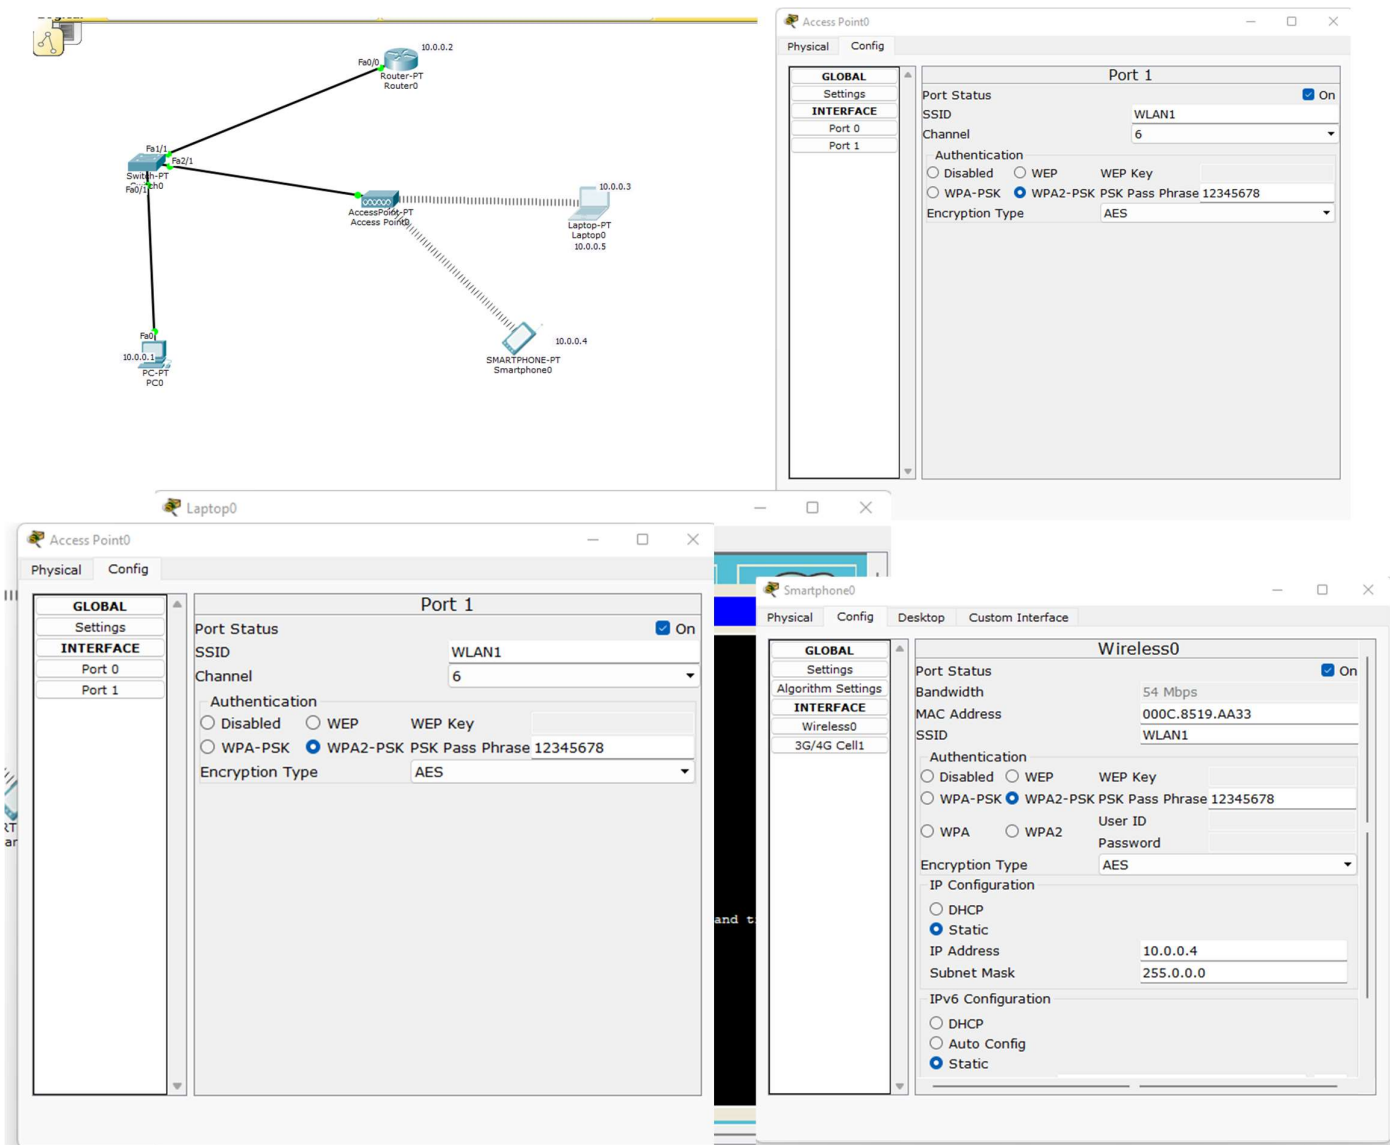 10.0.0.2
Fa0/0
Router-PT
Router0
Fa1/1
Fa2/1
Switch-PT
Fa0/1
AccessPoint-PT
Access Point0
10.0.0.3
Laptop-PT
Laptop0
10.0.0.5
10.0.0.4
SMARTPHONE-PT
Smartphone0
Fa0
10.0.0.1
PC-PT
PC0
Access Point0
Physical Config
GLOBAL
Settings
INTERFACE
Port 0
Port 1
Port 1
Port Status On
SSID WLAN1
Channel 6
Authentication
Disabled WEP WEP Key
WPA-PSK WPA2-PSK PSK Pass Phrase 12345678
Encryption Type AES
Laptop0
Access Point0
Physical Config
GLOBAL
Settings
INTERFACE
Port 0
Port 1
Port 1
Port Status On
SSID WLAN1
Channel 6
Authentication
Disabled WEP WEP Key
WPA-PSK WPA2-PSK PSK Pass Phrase 12345678
Encryption Type AES
and t
Smartphone0
Physical Config Desktop Custom Interface
GLOBAL
Settings
Algorithm Settings
INTERFACE
Wireless0
3G/4G Cell1
Wireless0
Port Status On
Bandwidth 54 Mbps
MAC Address 000C.8519.AA33
SSID WLAN1
Authentication
Disabled WEP WEP Key
WPA-PSK WPA2-PSK PSK Pass Phrase 12345678
WPA WPA2
User ID
Password
Encryption Type AES
IP Configuration
DHCP
Static
IP Address 10.0.0.4
Subnet Mask 255.0.0.0
IPv6 Configuration
DHCP
Auto Config
Static